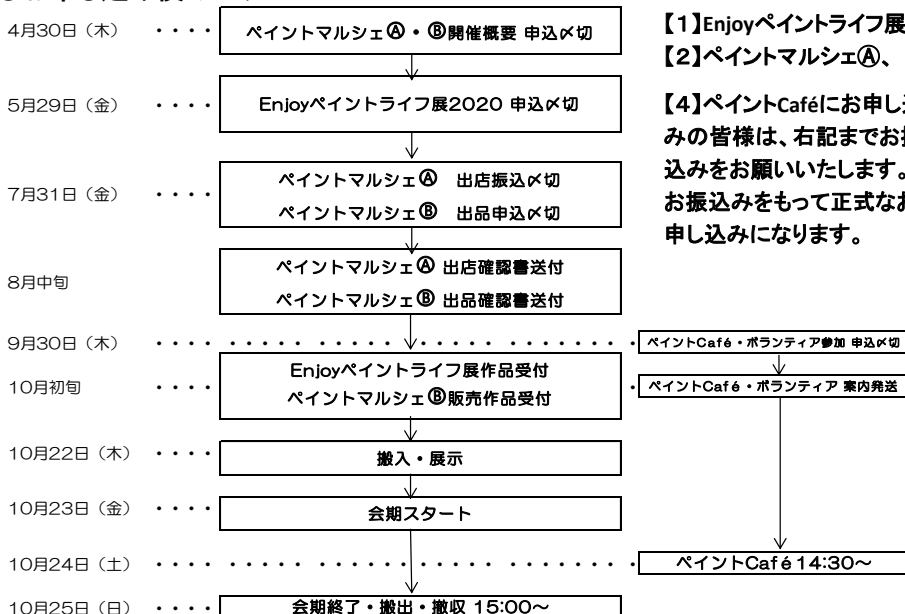 4月30日（木） ・・・・ ペイントマルシェⒶ・Ⓑ開催概要 申込〆切
5月29日（金） ・・・・ Enjoyペイントライフ展2020 申込〆切
7月31日（金） ・・・・ ペイントマルシェⒶ 出店振込〆切
ペイントマルシェⒷ 出品申込〆切
8月中旬 ペイントマルシェⒶ 出店確認書送付
ペイントマルシェⒷ 出品確認書送付
9月30日（木） ・・・・ ペイントCafé・ボランティア参加 申込〆切
10月初旬 ・・・・ Enjoyペイントライフ展作品受付
ペイントマルシェⒷ販売作品受付
ペイントCafé・ボランティア 案内発送
10月22日（木） ・・・・ 搬入・展示
10月23日（金） ・・・・ 会期スタート
10月24日（土） ・・・・ ペイントCafé14:30～
10月25日（日） ・・・・ 会期終了・搬出・撤収 15:00～
【1】Enjoyペイントライフ展
【2】ペイントマルシェⒶ、
【4】ペイントCaféにお申し込
みの皆様は、右記までお振
込みをお願いいたします。
お振込みをもって正式なお
申し込みになります。